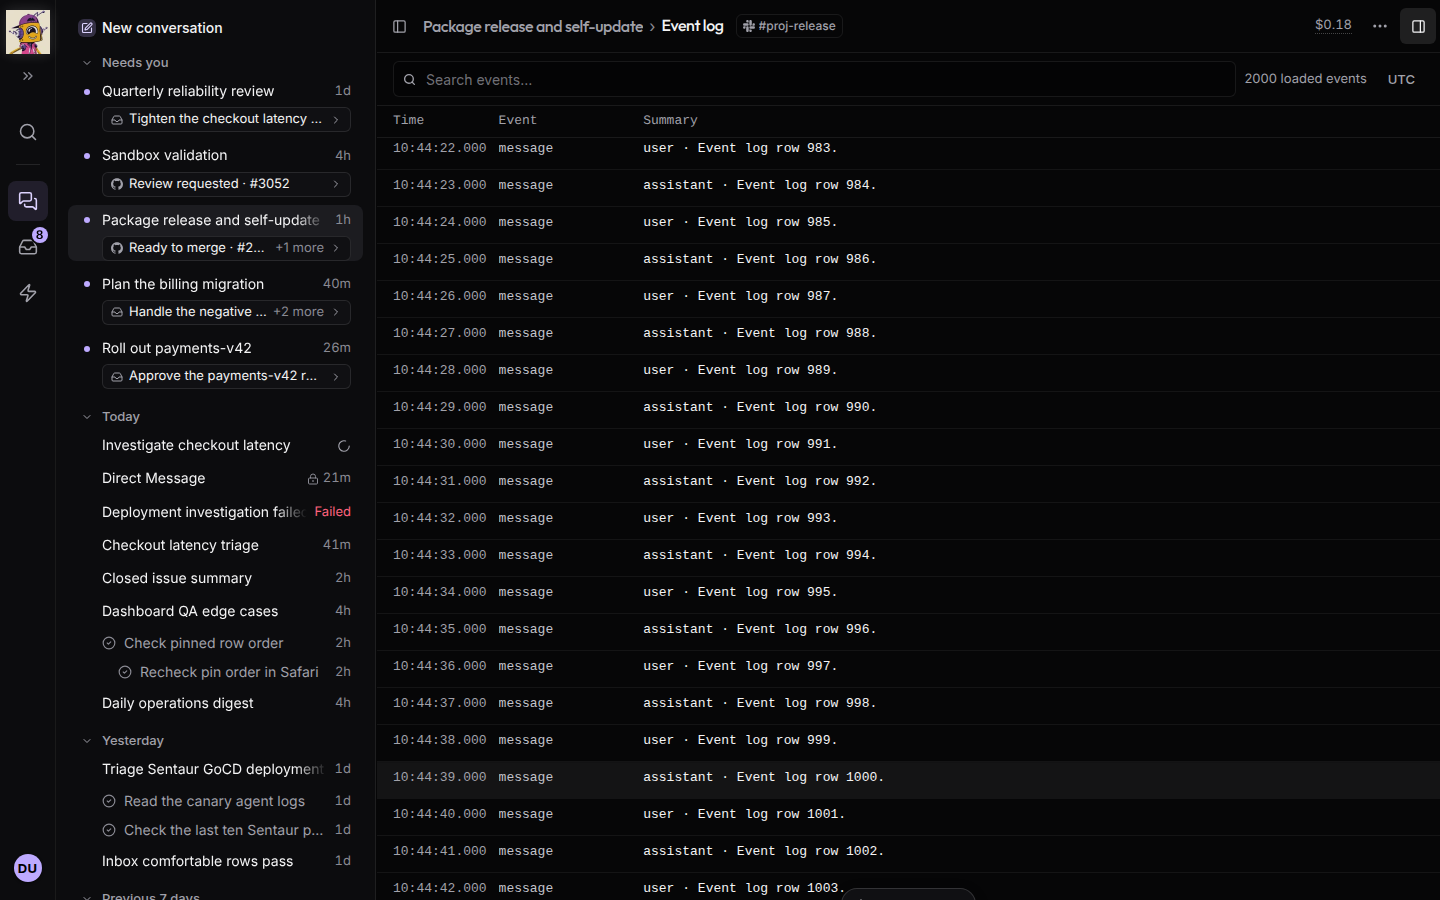 New conversation
Needs you
Quarterly reliability review 1d
Tighten the checkout latency ...
Sandbox validation 4h
Review requested · #3052
Package release and self-update 1h
Ready to merge · #2... +1 more
Plan the billing migration 40m
Handle the negative ... +2 more
Roll out payments-v42 26m
Approve the payments-v42 r...
Today
Investigate checkout latency
Direct Message 21m
Deployment investigation failed Failed
Checkout latency triage 41m
Closed issue summary 2h
Dashboard QA edge cases 4h
Check pinned row order 2h
Recheck pin order in Safari 2h
Daily operations digest 4h
Yesterday
Triage Sentaur GoCD deployment 1d
Read the canary agent logs 1d
Check the last ten Sentaur p... 1d
Inbox comfortable rows pass 1d
Previous 7 days
8
DU
Package release and self-update › Event log #proj-release
$0.18
Search events...
2000 loaded events UTC
Time Event Summary
10:44:22.000 message user · Event log row 983.
10:44:23.000 message assistant · Event log row 984.
10:44:24.000 message user · Event log row 985.
10:44:25.000 message assistant · Event log row 986.
10:44:26.000 message user · Event log row 987.
10:44:27.000 message assistant · Event log row 988.
10:44:28.000 message user · Event log row 989.
10:44:29.000 message assistant · Event log row 990.
10:44:30.000 message user · Event log row 991.
10:44:31.000 message assistant · Event log row 992.
10:44:32.000 message user · Event log row 993.
10:44:33.000 message assistant · Event log row 994.
10:44:34.000 message user · Event log row 995.
10:44:35.000 message assistant · Event log row 996.
10:44:36.000 message user · Event log row 997.
10:44:37.000 message assistant · Event log row 998.
10:44:38.000 message user · Event log row 999.
10:44:39.000 message assistant · Event log row 1000.
10:44:40.000 message user · Event log row 1001.
10:44:41.000 message assistant · Event log row 1002.
10:44:42.000 message user · Event log row 1003.